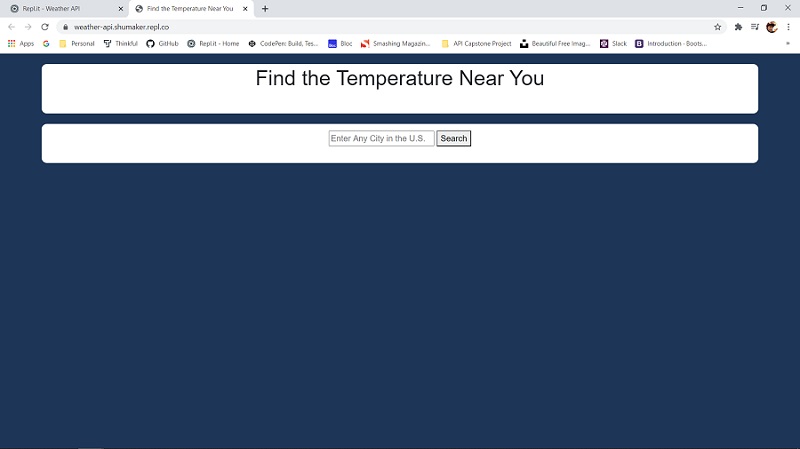 Repl.it - Weather API
Find the Temperature Near You
weather-api.shumaker.repl.co
Apps
Personal
Thinkful
GitHub
Repl.it - Home
CodePen: Build, Tes...
Bloc
Smashing Magazin...
API Capstone Project
Beautiful Free Imag...
Slack
Introduction · Boots...
»
Find the Temperature Near You
Enter Any City in the U.S. Search